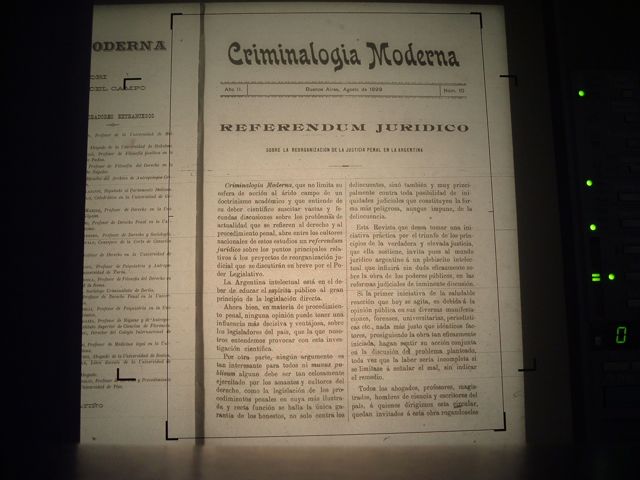 ODERNA
DEL CAMPO
Criminalogia Moderna
Año II. Buenos Aires, Agosto de 1899 Núm. 10
REFERENDUM JURIDICO
SOBRE LA REORGANIZACIÓN DE LA JUSTICIA PENAL EN LA ARGENTINA
Criminalogia Moderna, que no limita su
esfera de acción al árido campo de un
doctrinismo académico y que entiende de
su deber científico suscitar vastas y fe-
cundas discusiones sobre los problemas de
actualidad que se refieren al derecho y al
procedimiento penal, abre entre los cultores
nacionales de estos estudios un referendum
jurídico sobre los puntos principales rela-
tivos á los proyectos de reorganización ju-
dicial que se discutirán en breve por el Po-
der Legislativo.
La Argentina intelectual está en el de-
ber de educar el espíritu público al gran
principio de la legislación directa.
Ahora bien, en materia de procedimien-
to penal, ninguna opinión puede tener una
influencia más decisiva y ventajosa, sobre
los legisladores del país, que la que noso-
tros entendemos provocar con esta inves-
tigación científica.
Por otra parte, ningún argumento es
tan interesante para todos ni munus pu-
blicum alguno debe ser tan celosamente
ejercitado por los amantes y cultores del
derecho, como la legislación de los pro-
cedimientos penales en cuya más ilustra-
da y recta función se halla la única ga-
rantía de los honestos, no solo contra los
delincuentes, sinó también y muy princi-
palmente contra toda posibilidad de ini-
quidades judiciales que constituyen la for-
ma más peligrosa, aunque impune, de la
delincuencia.
Esta Revista que desea tomar una ini-
ciativa práctica por el triunfo de los prin-
cipios de la verdadera y elevada justicia,
que ella sostiene, invita pues al mundo
jurídico argentino á un plebiscito intelec-
tual que influirá sin duda eficazmente so-
bre la obra de los poderes públicos, en las
reformas judiciales de inminente discusión.
Si la primer iniciativa de la saludable
reacción que hoy se agita, es debida á la
opinión pública en sus diversas manifesta-
ciones, forenses, universitarias, periodísti-
cas etc., nada más justo que idénticos fac-
tores, prosiguiendo la obra tan eficazmente
iniciada, hagan sentir su acción conjunta
en la discusión del problema planteado,
toda vez que la labor sería incompleta si
se limitase á señalar el mal, sin indicar
el remedio.
Todos los abogados, profesores, magis-
trados, hombres de ciencia y escritores del
país, á quienes dirigimos esta circular,
quedan invitados á esta obra rogándoseles
0